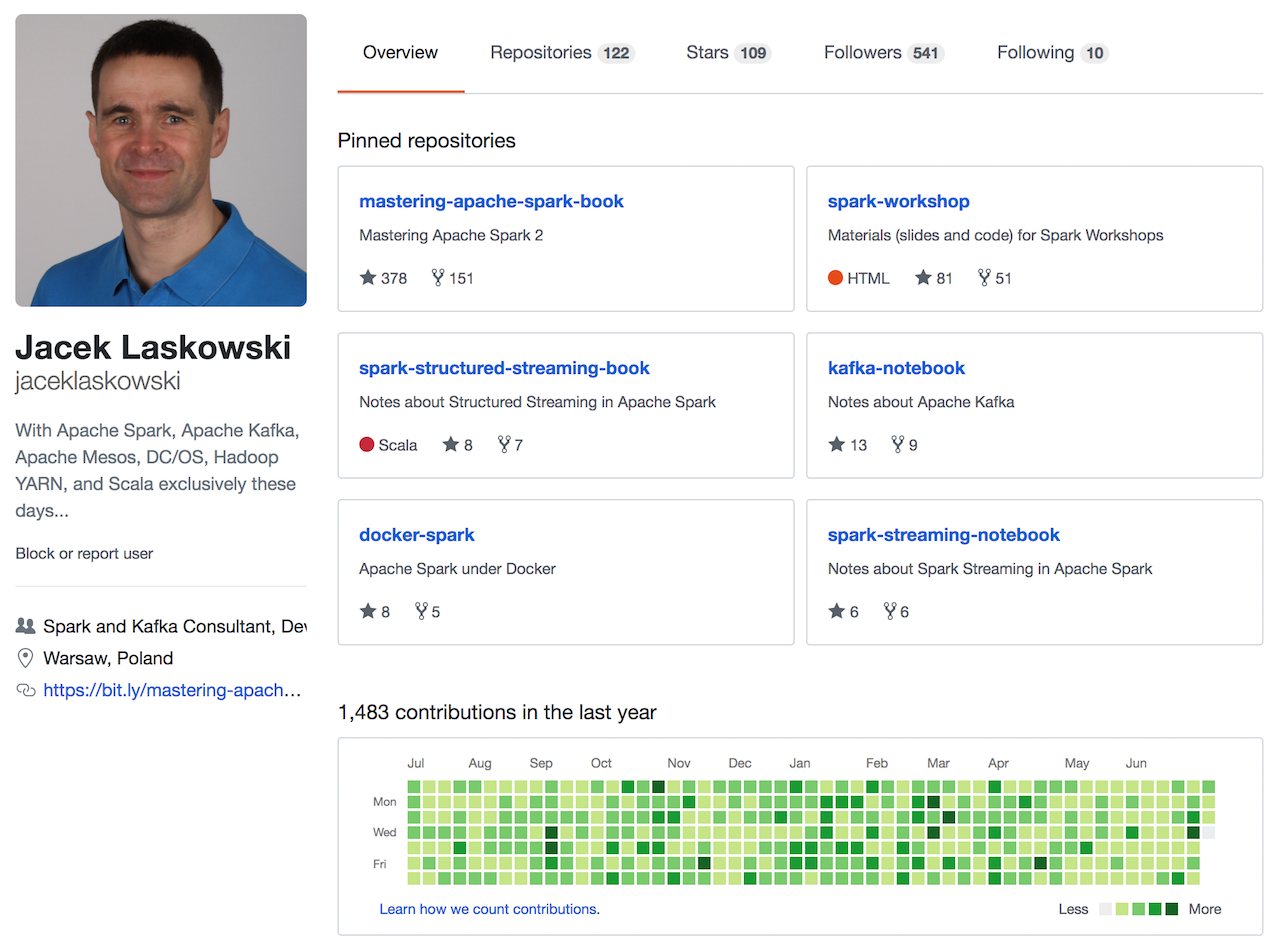 Overview Repositories 122 Stars 109 Followers 541 Following 10
Pinned repositories
mastering-apache-spark-book
Mastering Apache Spark 2
378 151
spark-workshop
Materials (slides and code) for Spark Workshops
HTML 81 51
spark-structured-streaming-book
Notes about Structured Streaming in Apache Spark
Scala 8 7
kafka-notebook
Notes about Apache Kafka
13 9
docker-spark
Apache Spark under Docker
8 5
spark-streaming-notebook
Notes about Spark Streaming in Apache Spark
6 6
Jacek Laskowski
jaceklaskowski
With Apache Spark, Apache Kafka,
Apache Mesos, DC/OS, Hadoop
YARN, and Scala exclusively these
days...
Block or report user
Spark and Kafka Consultant, Dev
Warsaw, Poland
https://bit.ly/mastering-apach…
1,483 contributions in the last year
Jul Aug Sep Oct Nov Dec Jan Feb Mar Apr May Jun
Mon
Wed
Fri
Learn how we count contributions.
Less More